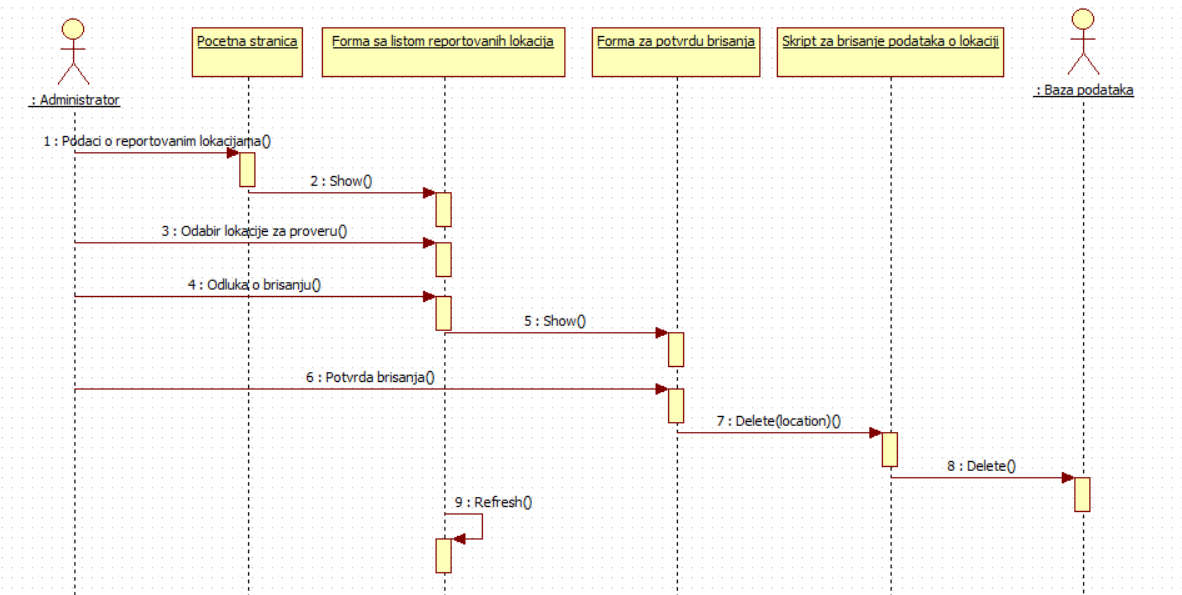 Pocetna stranica
Forma sa listom reportovanih lokacija
Forma za potvrdu brisanja
Skript za brisanje podataka o lokaciji
: Administrator
: Baza podataka
1 : Podaci o reportovanim lokacijama()
2 : Show()
3 : Odabir lokacije za proveru()
4 : Odluka o brisanju()
5 : Show()
6 : Potvrda brisanja()
7 : Delete(location)()
8 : Delete()
9 : Refresh()